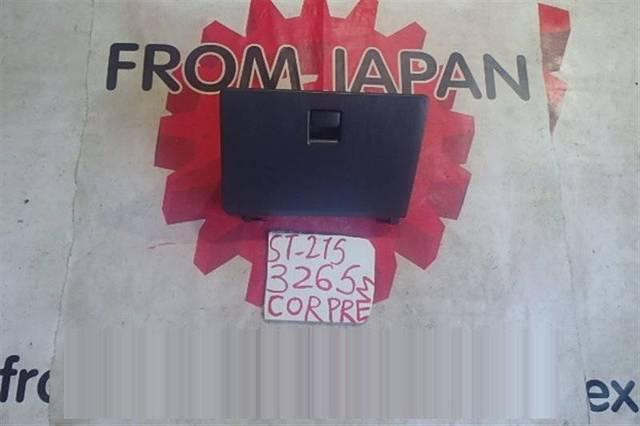 FROM JAPAN
ST-215
3265 M
CORPRE
fro
ex